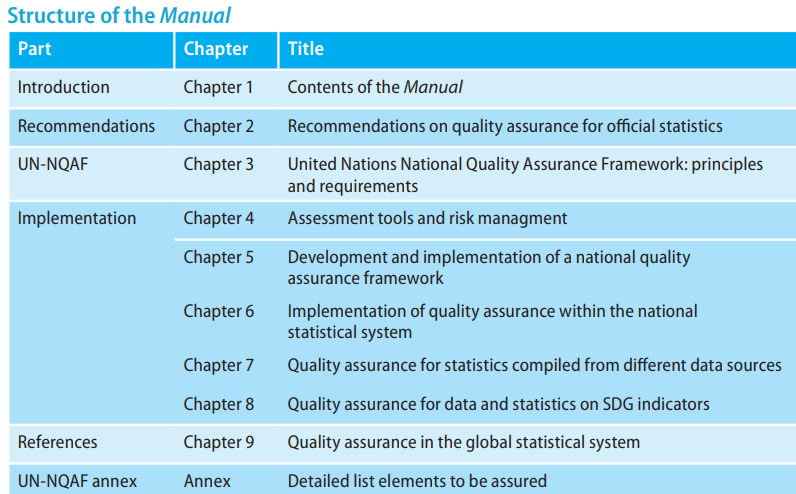 Structure of the Manual
Part Chapter Title
Introduction Chapter 1 Contents of the Manual
Recommendations Chapter 2 Recommendations on quality assurance for official statistics
UN-NQAF Chapter 3 United Nations National Quality Assurance Framework: principles
and requirements
Implementation Chapter 4 Assessment tools and risk managment
Chapter 5 Development and implementation of a national quality
assurance framework
Chapter 6 Implementation of quality assurance within the national
statistical system
Chapter 7 Quality assurance for statistics compiled from different data sources
Chapter 8 Quality assurance for data and statistics on SDG indicators
References Chapter 9 Quality assurance in the global statistical system
UN-NQAF annex Annex Detailed list elements to be assured